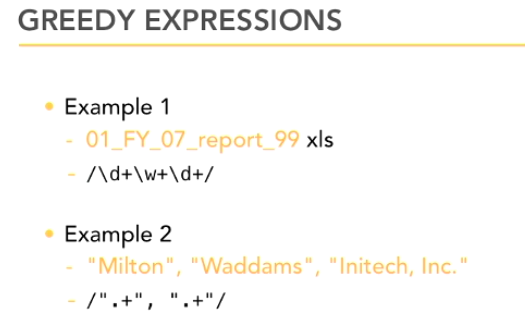 GREEDY EXPRESSIONS
• Example 1
- 01_FY_07_report_99 xls
- /\d+\w+\d+/
• Example 2
- "Milton", "Waddams", "Initech, Inc."
- /".+", ".+"/